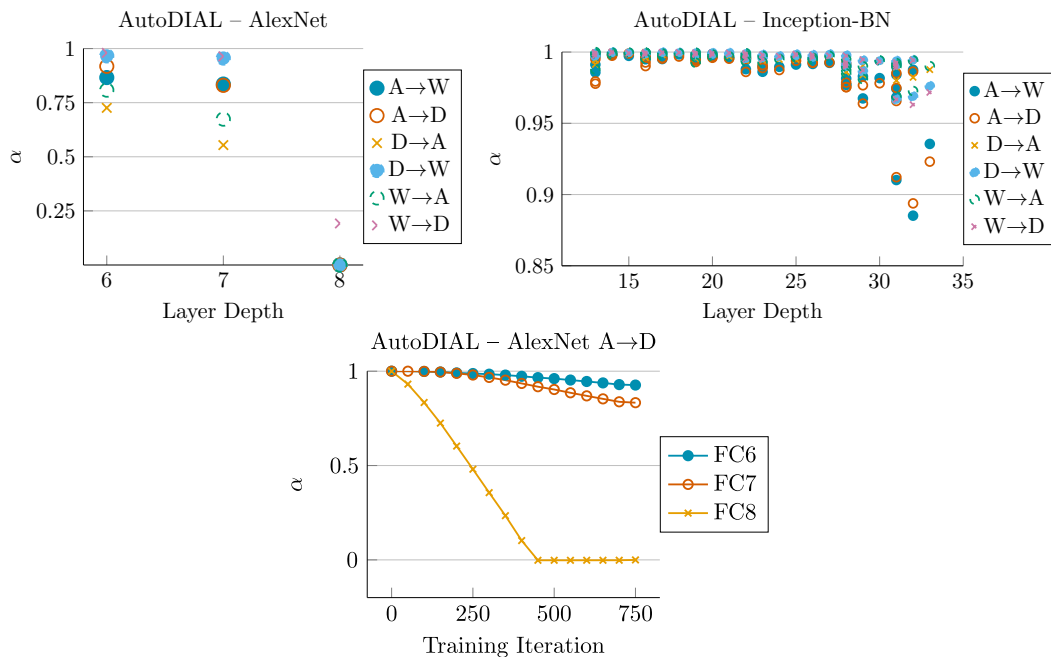 AutoDIAL – AlexNet
1
0.75
0.5
0.25
α
6
7
8
Layer Depth
A→W
A→D
D→A
D→W
W→A
W→D
AutoDIAL – Inception-BN
1
0.95
0.9
0.85
α
15
20
25
30
35
Layer Depth
A→W
A→D
D→A
D→W
W→A
W→D
AutoDIAL – AlexNet A→D
1
0.5
0
α
0
250
500
750
Training Iteration
FC6
FC7
FC8